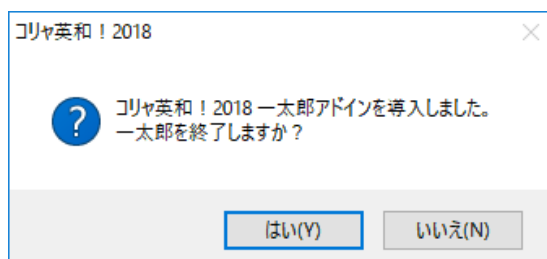 コリャ英和！2018
コリャ英和！2018 一太郎アドインを導入しました。
一太郎を終了しますか？
はい(Y)
いいえ(N)